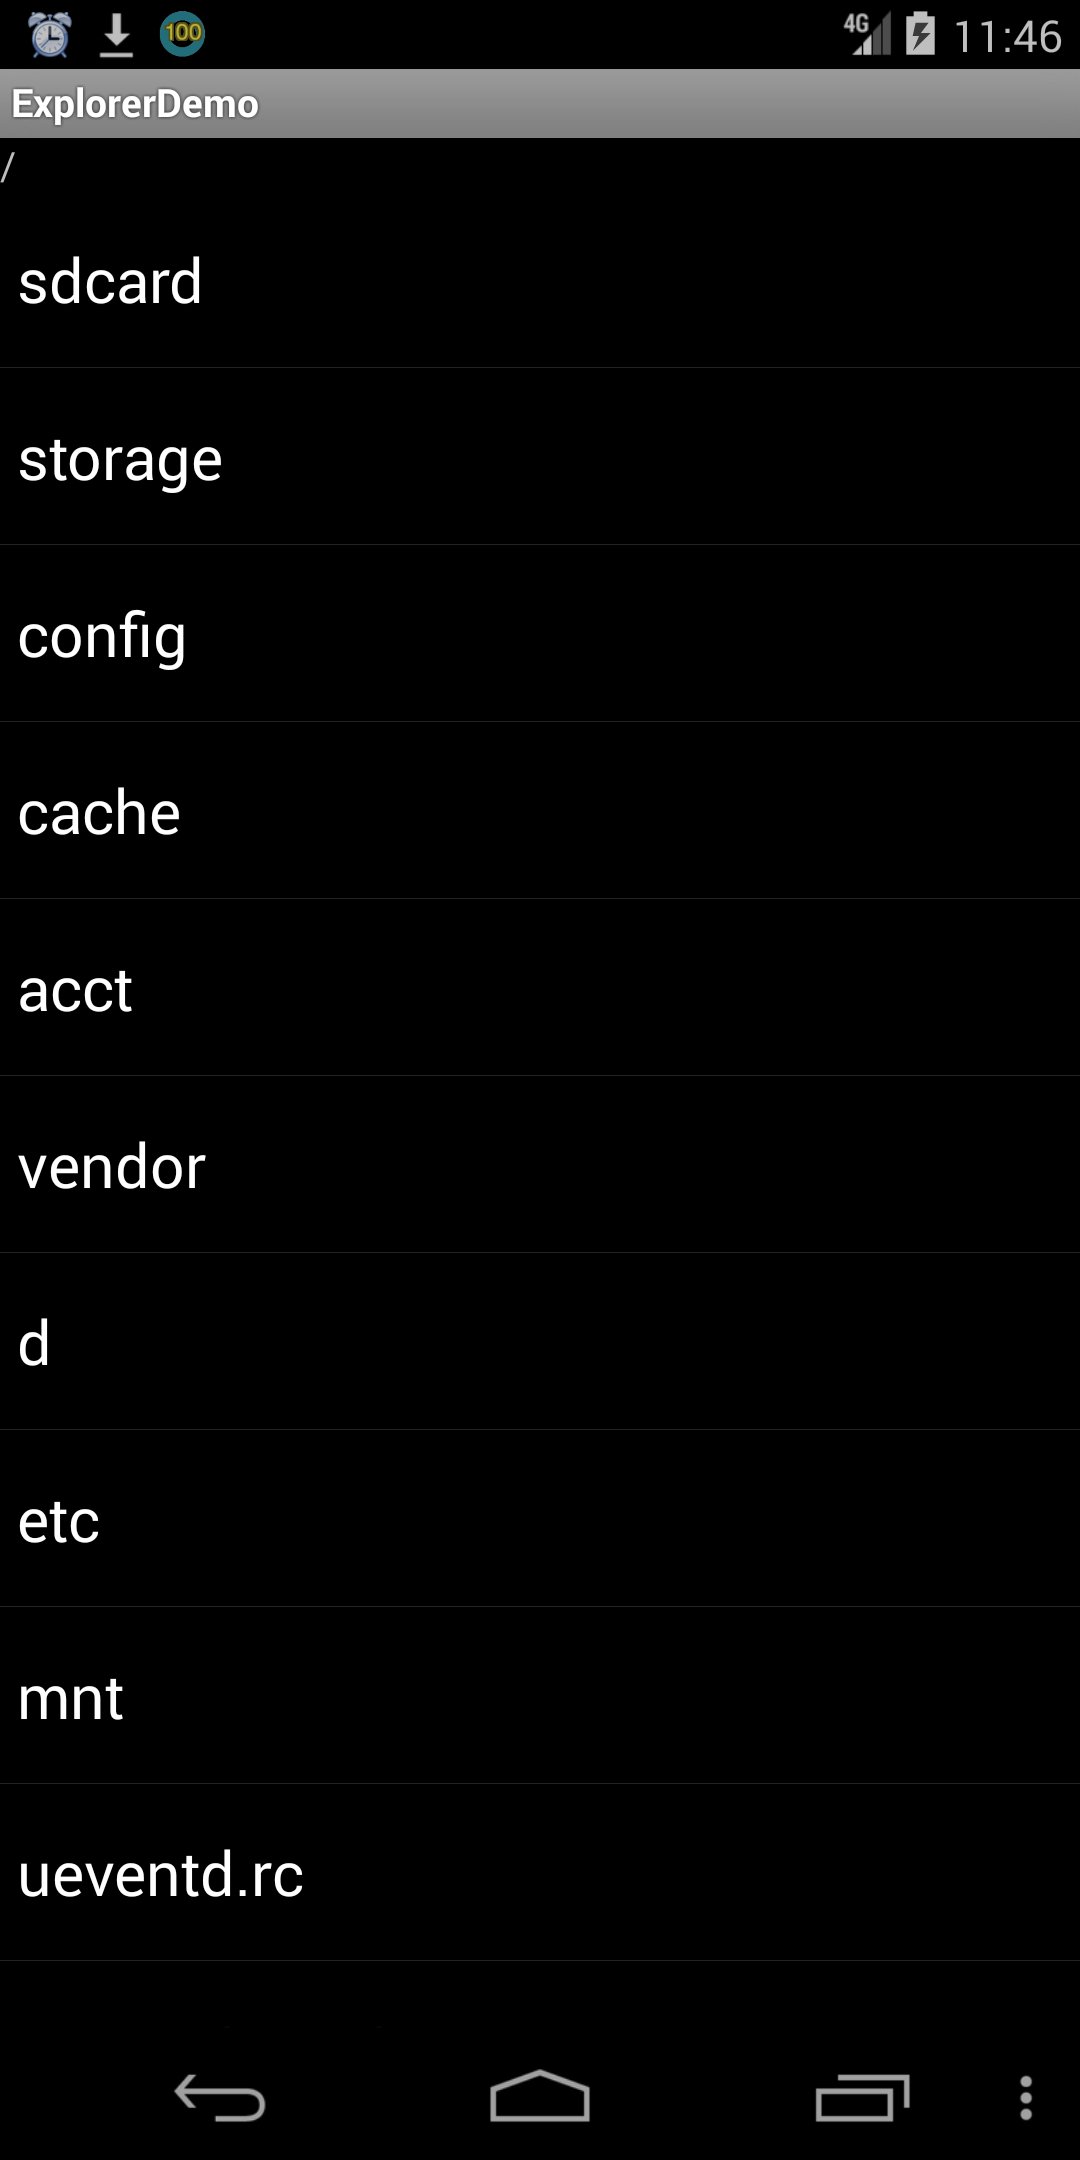 100 4G 11:46
ExplorerDemo
/
sdcard
storage
config
cache
acct
vendor
d
etc
mnt
ueventd.rc